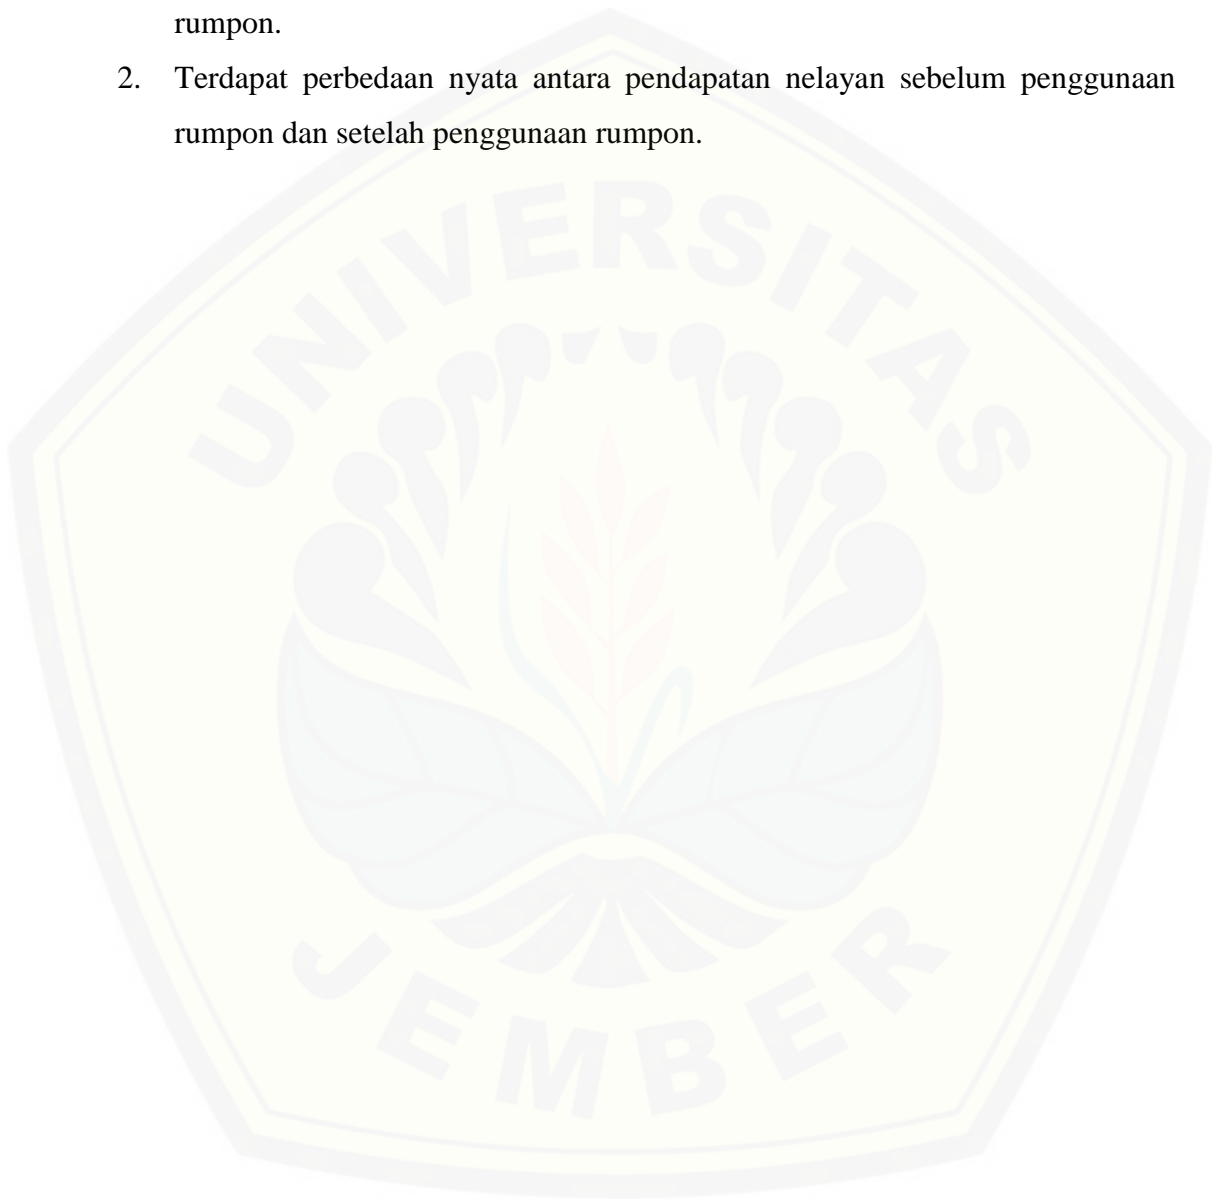 rumpon.
2. Terdapat perbedaan nyata antara pendapatan nelayan sebelum penggunaan
rumpon dan setelah penggunaan rumpon.
UNIVERSITAS
JEMBER